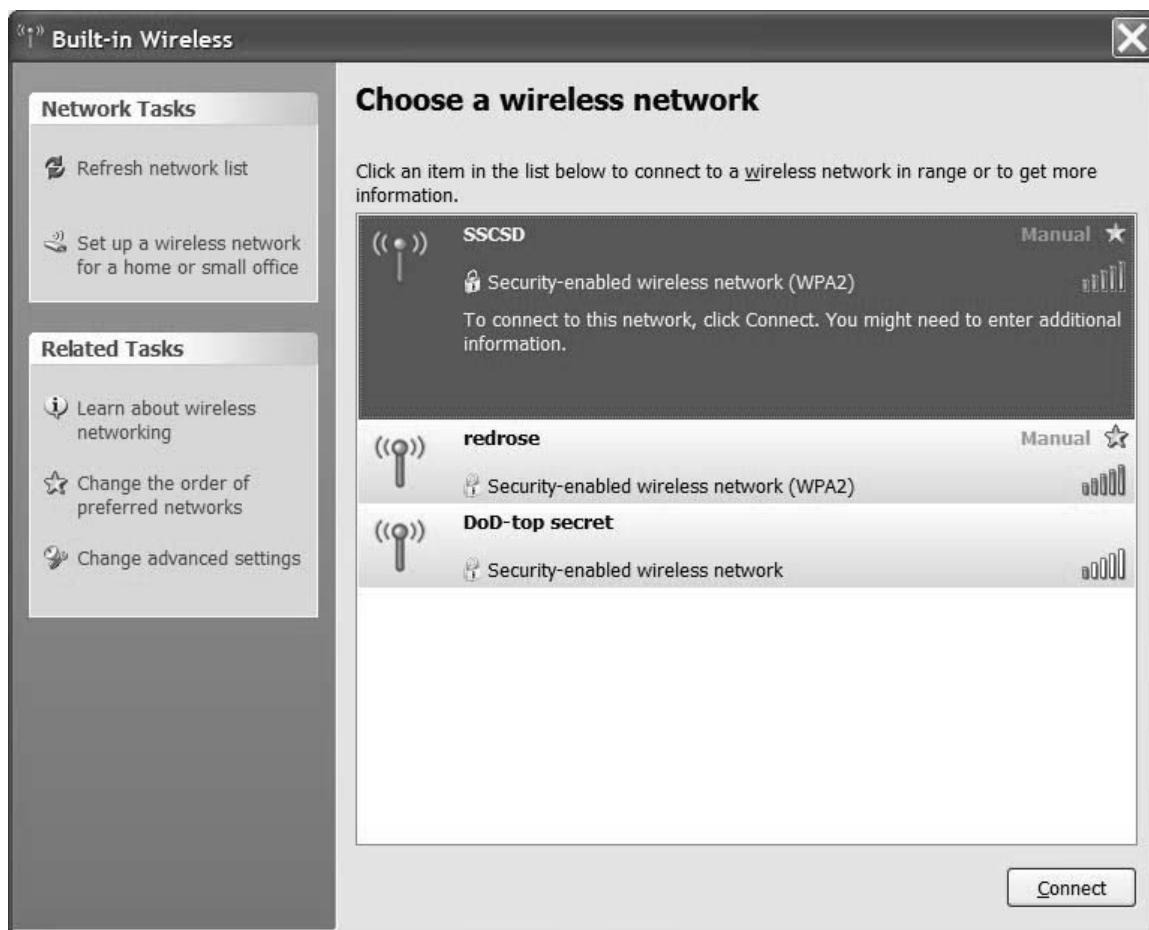 Built-in Wireless
Network Tasks
Refresh network list
Set up a wireless network
for a home or small office
Related Tasks
Learn about wireless
networking
Change the order of
preferred networks
Change advanced settings
Choose a wireless network
Click an item in the list below to connect to a wireless network in range or to get more
information.
SSCSD
Manual
Security-enabled wireless network (WPA2)
To connect to this network, click Connect. You might need to enter additional
information.
redrose
Manual
Security-enabled wireless network (WPA2)
DoD-top secret
Security-enabled wireless network
Connect